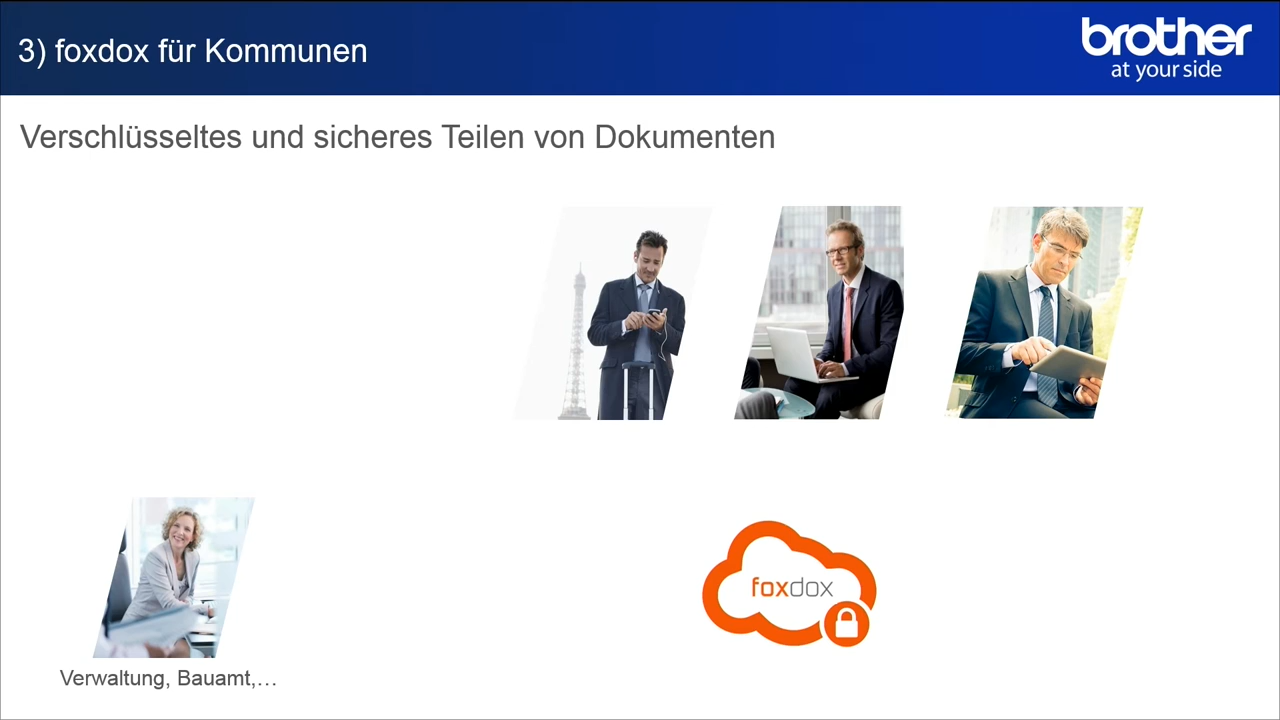 3) foxdox für Kommunen
brother
at your side
Verschlüsseltes und sicheres Teilen von Dokumenten
foxdox
Verwaltung, Bauamt,…